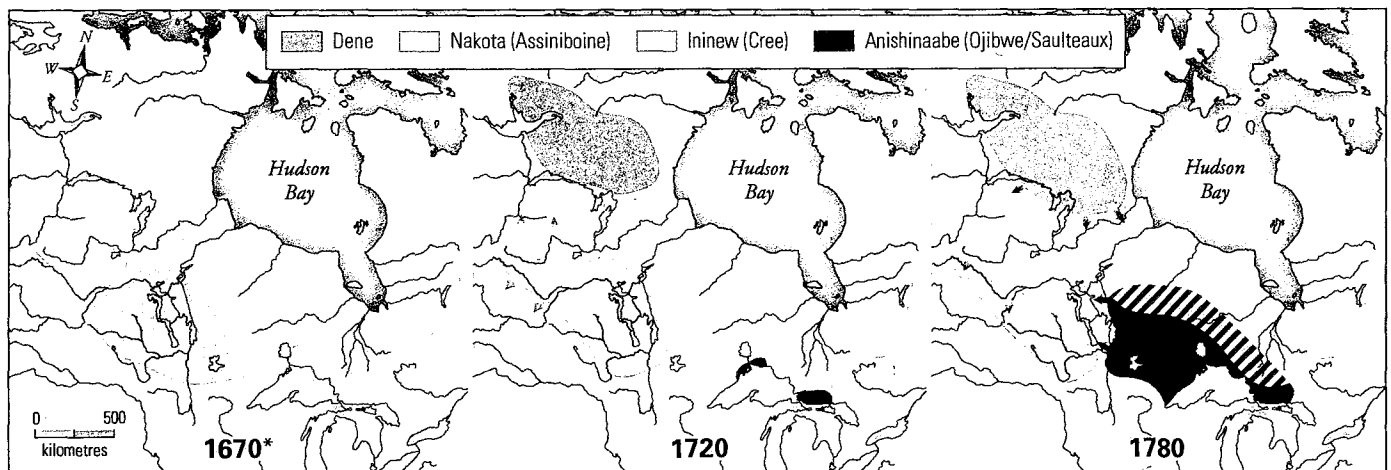 Dene
Nakota (Assiniboine)
Ininew (Cree)
Anishinaabe (Ojibwe/Saulteaux)
N
W E
S
Hudson
Bay
Hudson
Bay
Hudson
Bay
0 500
kilometres
1670*
1720
1780